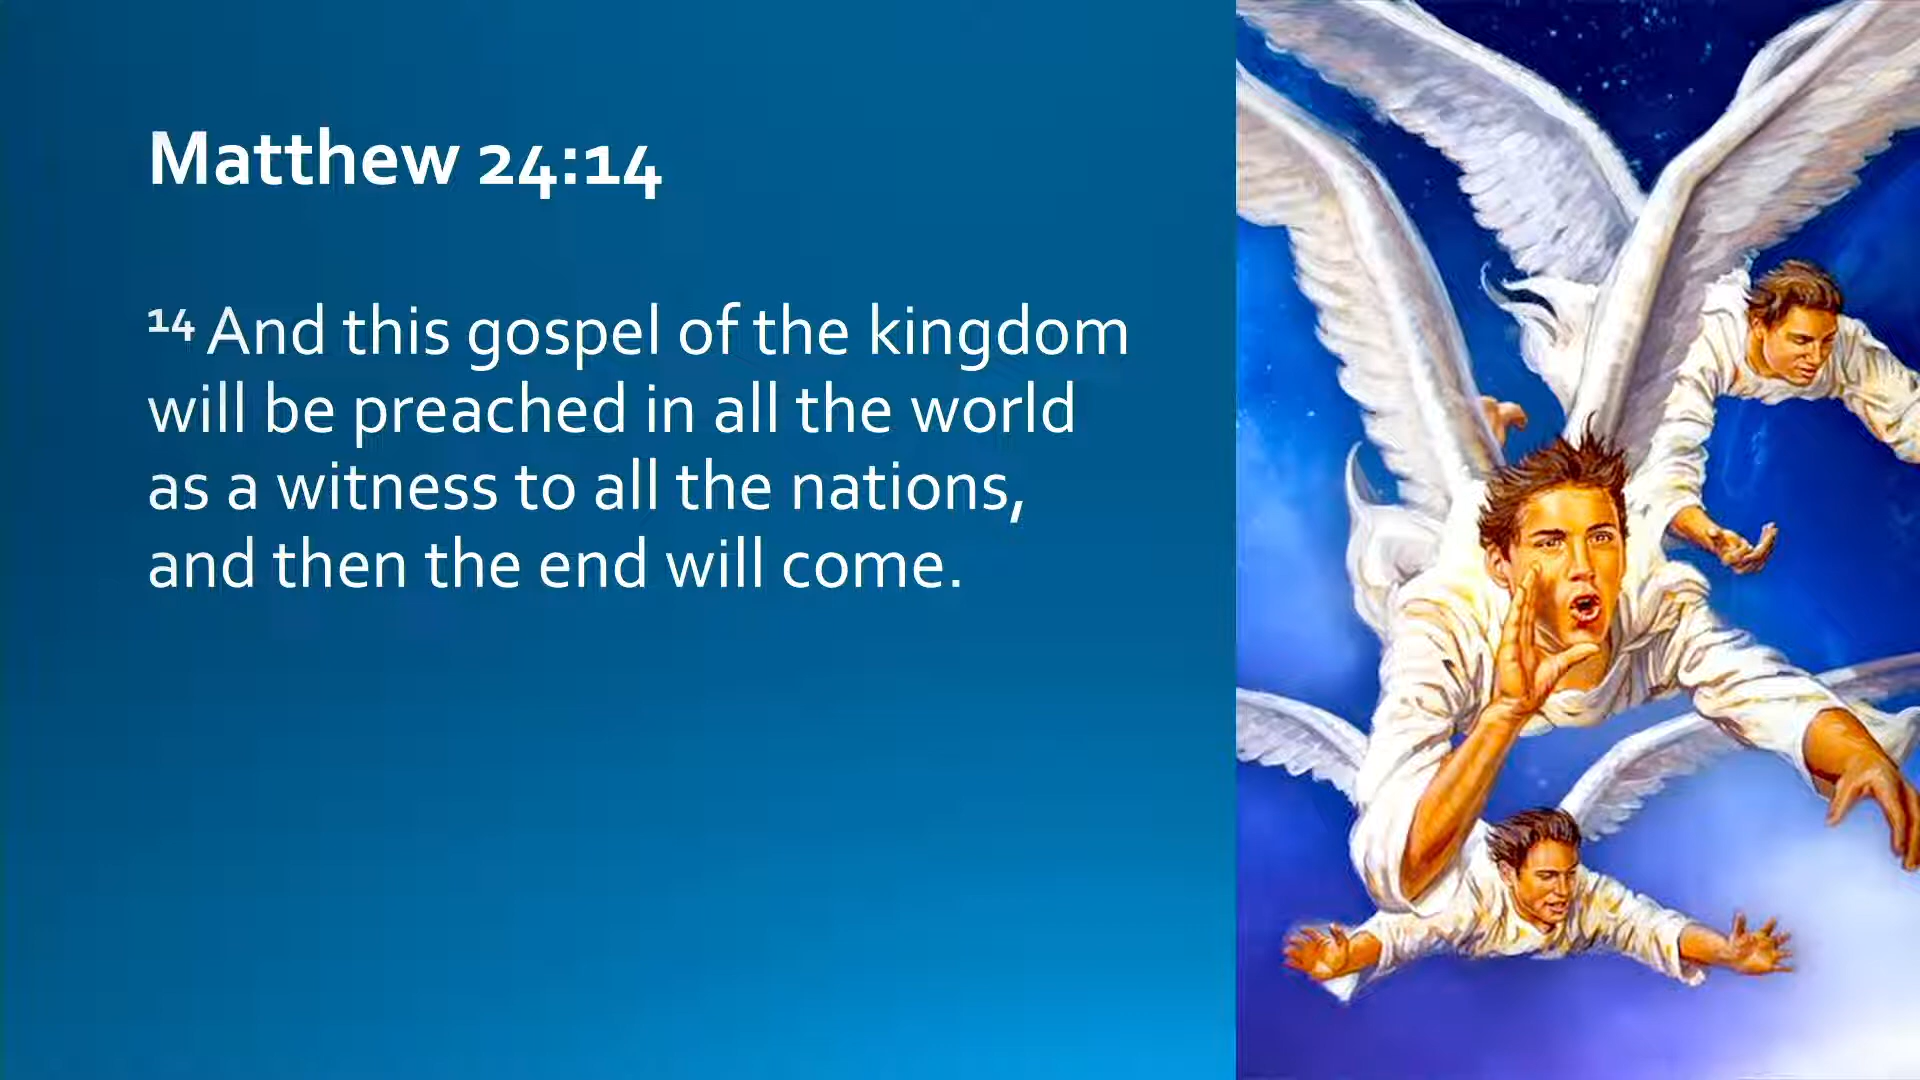 Matthew 24:14
14 And this gospel of the kingdom
will be preached in all the world
as a witness to all the nations,
and then the end will come.